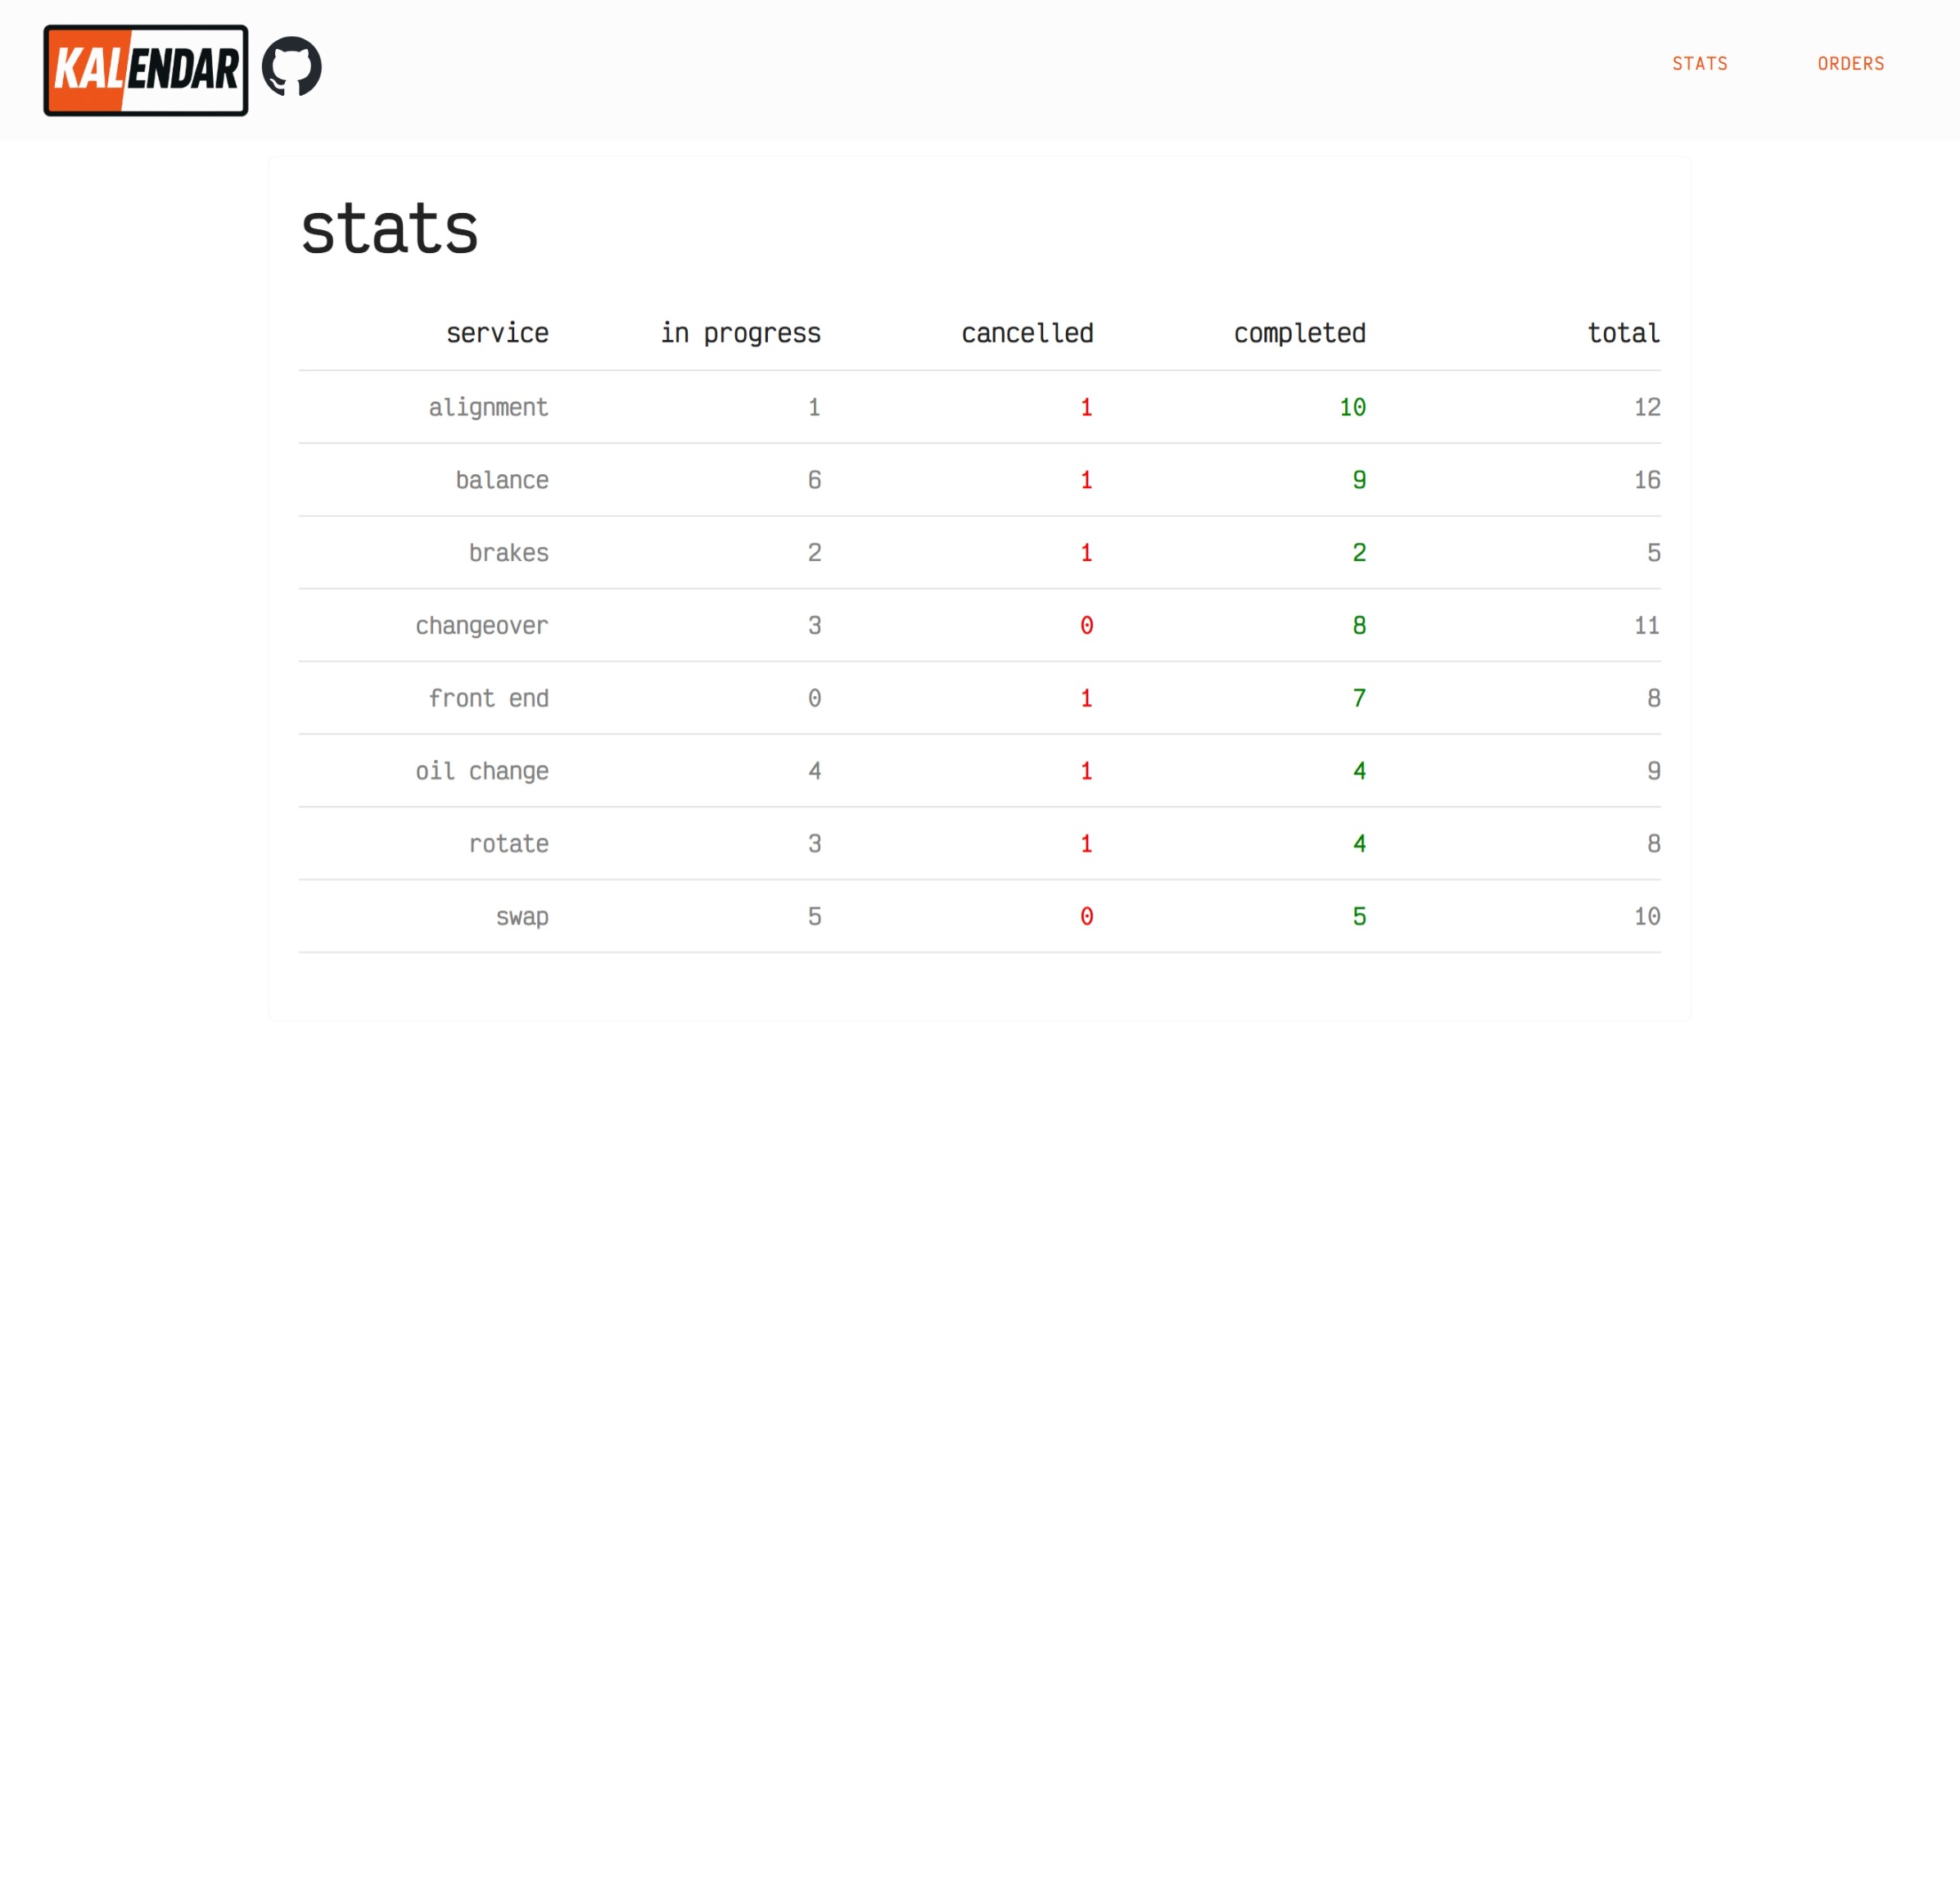 KALENDAR
STATS ORDERS
stats
service in progress cancelled completed total
alignment 1 1 10 12
balance 6 1 9 16
brakes 2 1 2 5
changeover 3 0 8 11
front end 0 1 7 8
oil change 4 1 4 9
rotate 3 1 4 8
swap 5 0 5 10